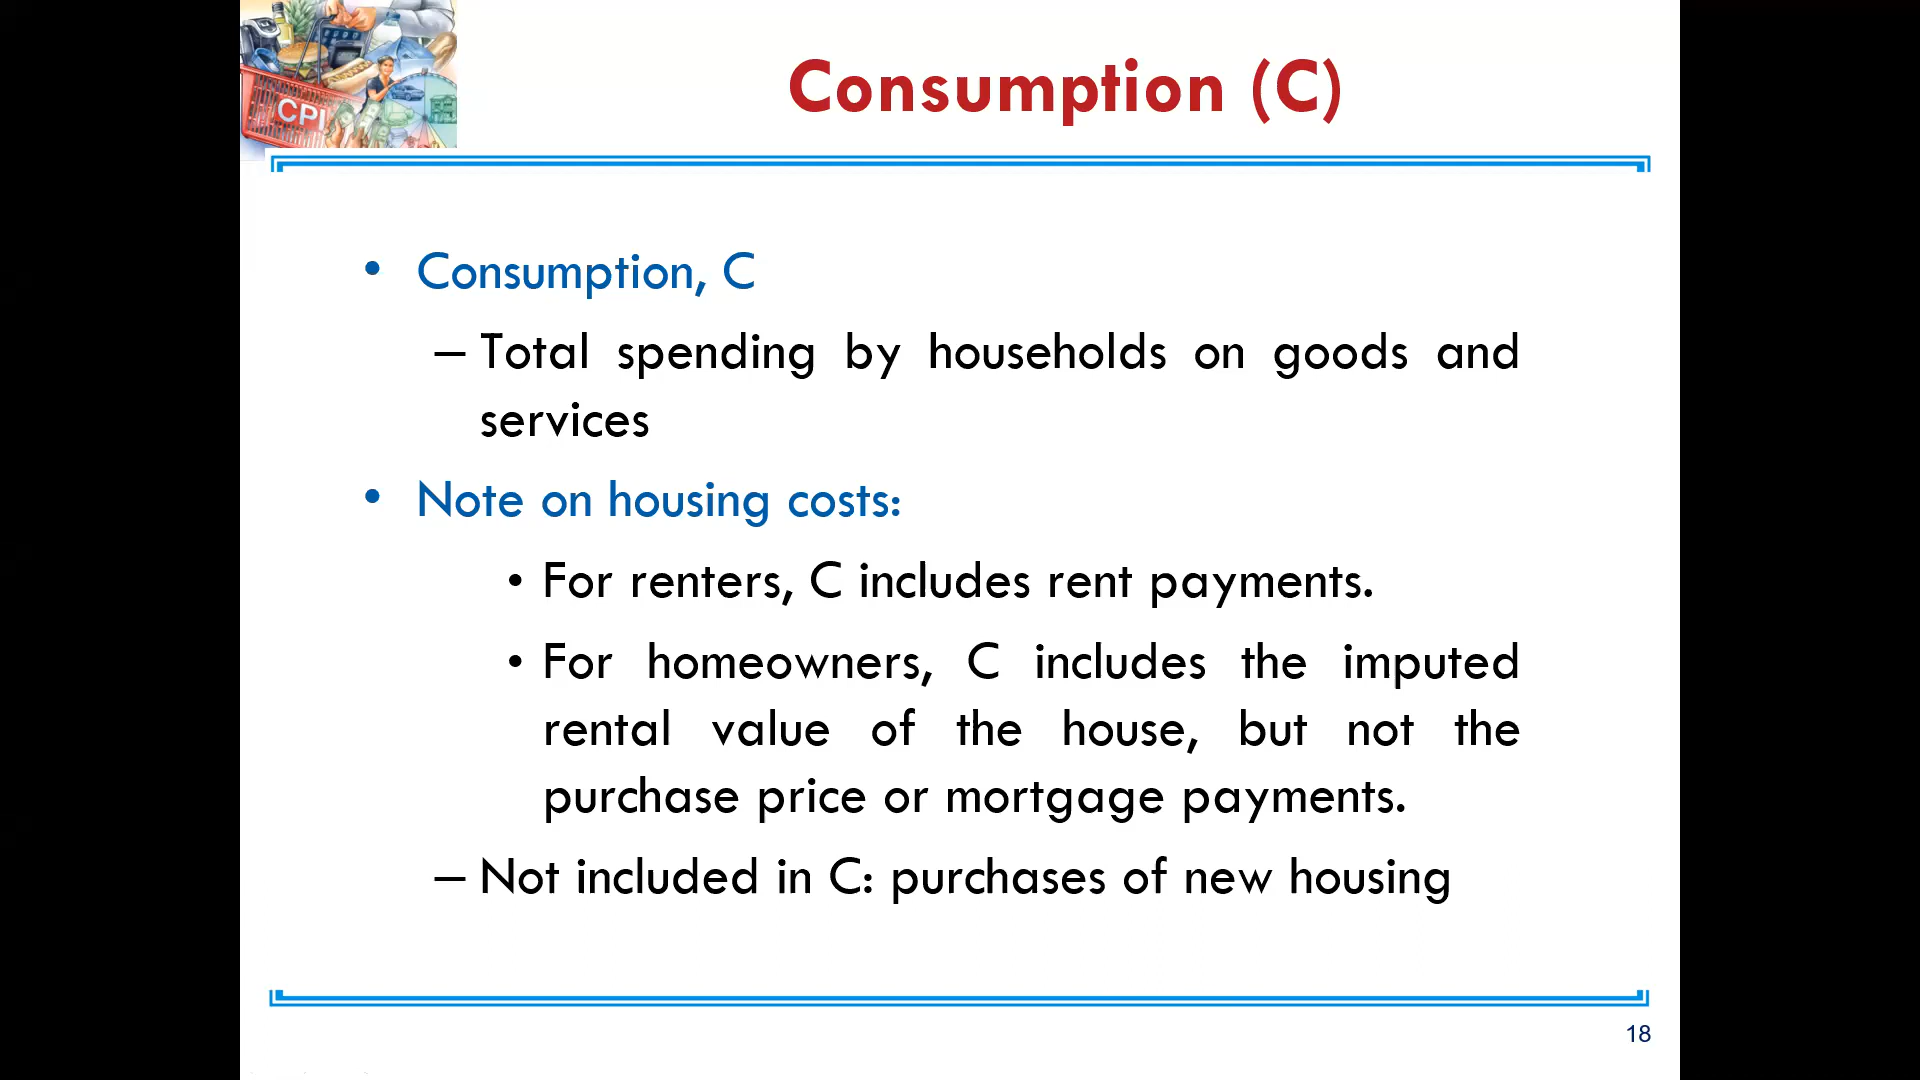 CPI
Consumption (C)
• Consumption, C
– Total spending by households on goods and
services
• Note on housing costs:
• For renters, C includes rent payments.
• For homeowners, C includes the imputed
rental value of the house, but not the
purchase price or mortgage payments.
– Not included in C: purchases of new housing
18